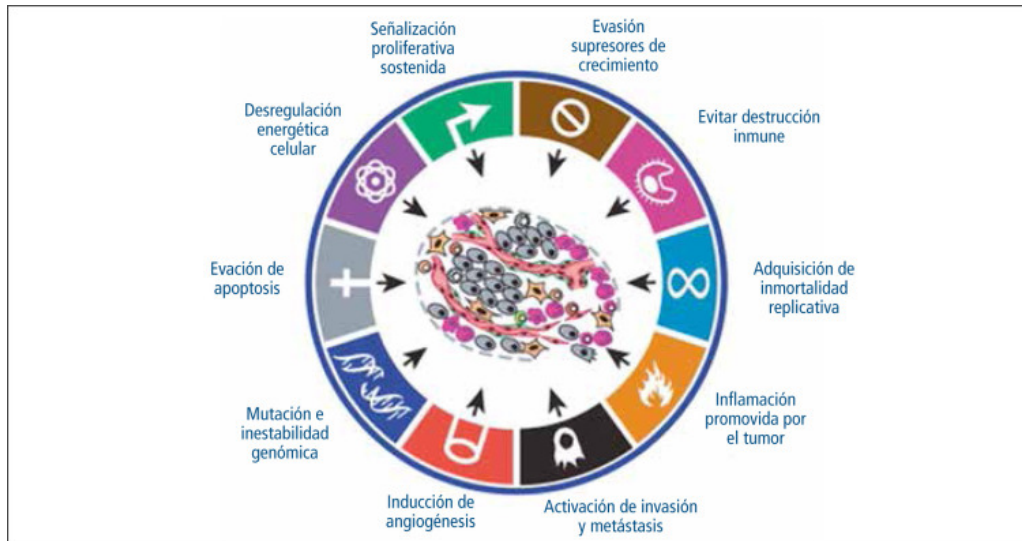 Señalización
proliferativa
sostenida
Evasión
supresores de
crecimiento
Desregulación
energética
celular
Evitar destrucción
inmune
Evación de
apoptosis
Adquisición de
inmortalidad
replicativa
Mutación e
inestabilidad
genómica
Inflamación
promovida por
el tumor
Inducción de
angiogénesis
Activación de invasión
y metástasis